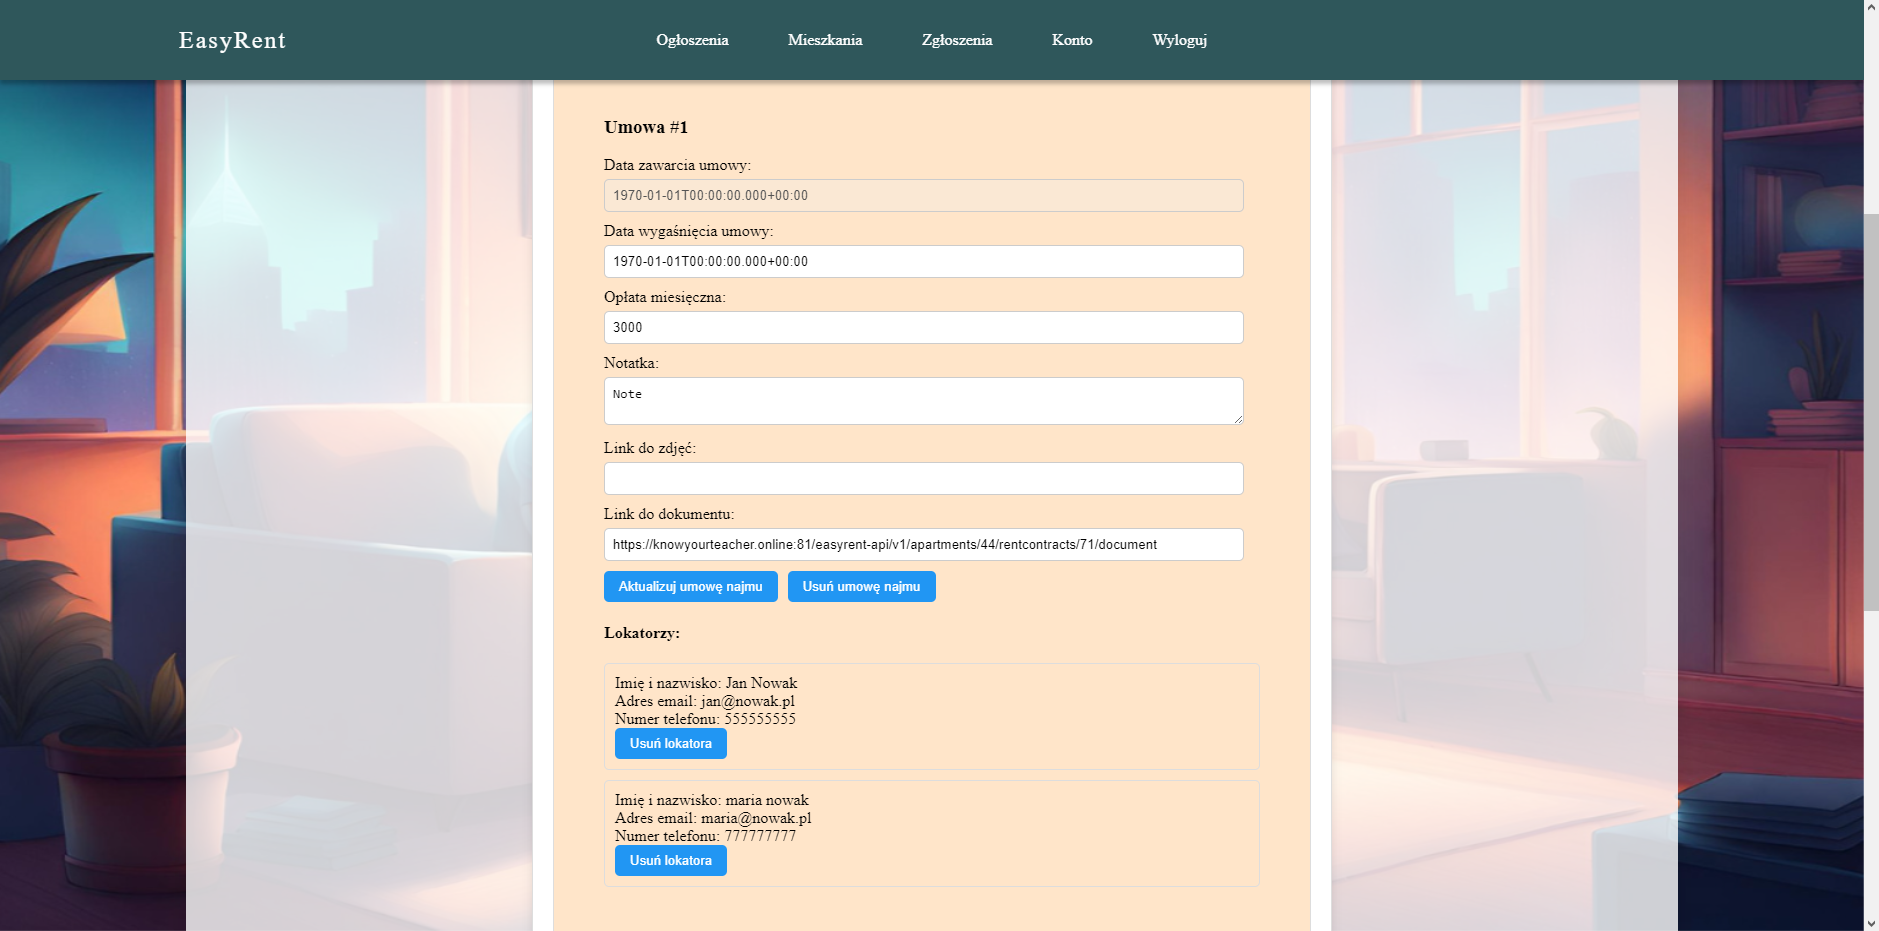 EasyRent
Ogłoszenia
Mieszkania
Zgłoszenia
Konto
Wyloguj
Umowa #1
Data zawarcia umowy:
1970-01-01T00:00:00.000+00:00
Data wygaśnięcia umowy:
1970-01-01T00:00:00.000+00:00
Opłata miesięczna:
3000
Notatka:
Note
Link do zdjęć:
Link do dokumentu:
https://knowyourteacher.online:81/easyrent-api/v1/apartments/44/rentcontracts/71/document
Aktualizuj umowę najmu
Usuń umowę najmu
Lokatorzy:
Imię i nazwisko: Jan Nowak
Adres email: jan@nowak.pl
Numer telefonu: 555555555
Usuń lokatora
Imię i nazwisko: maria nowak
Adres email: maria@nowak.pl
Numer telefonu: 777777777
Usuń lokatora